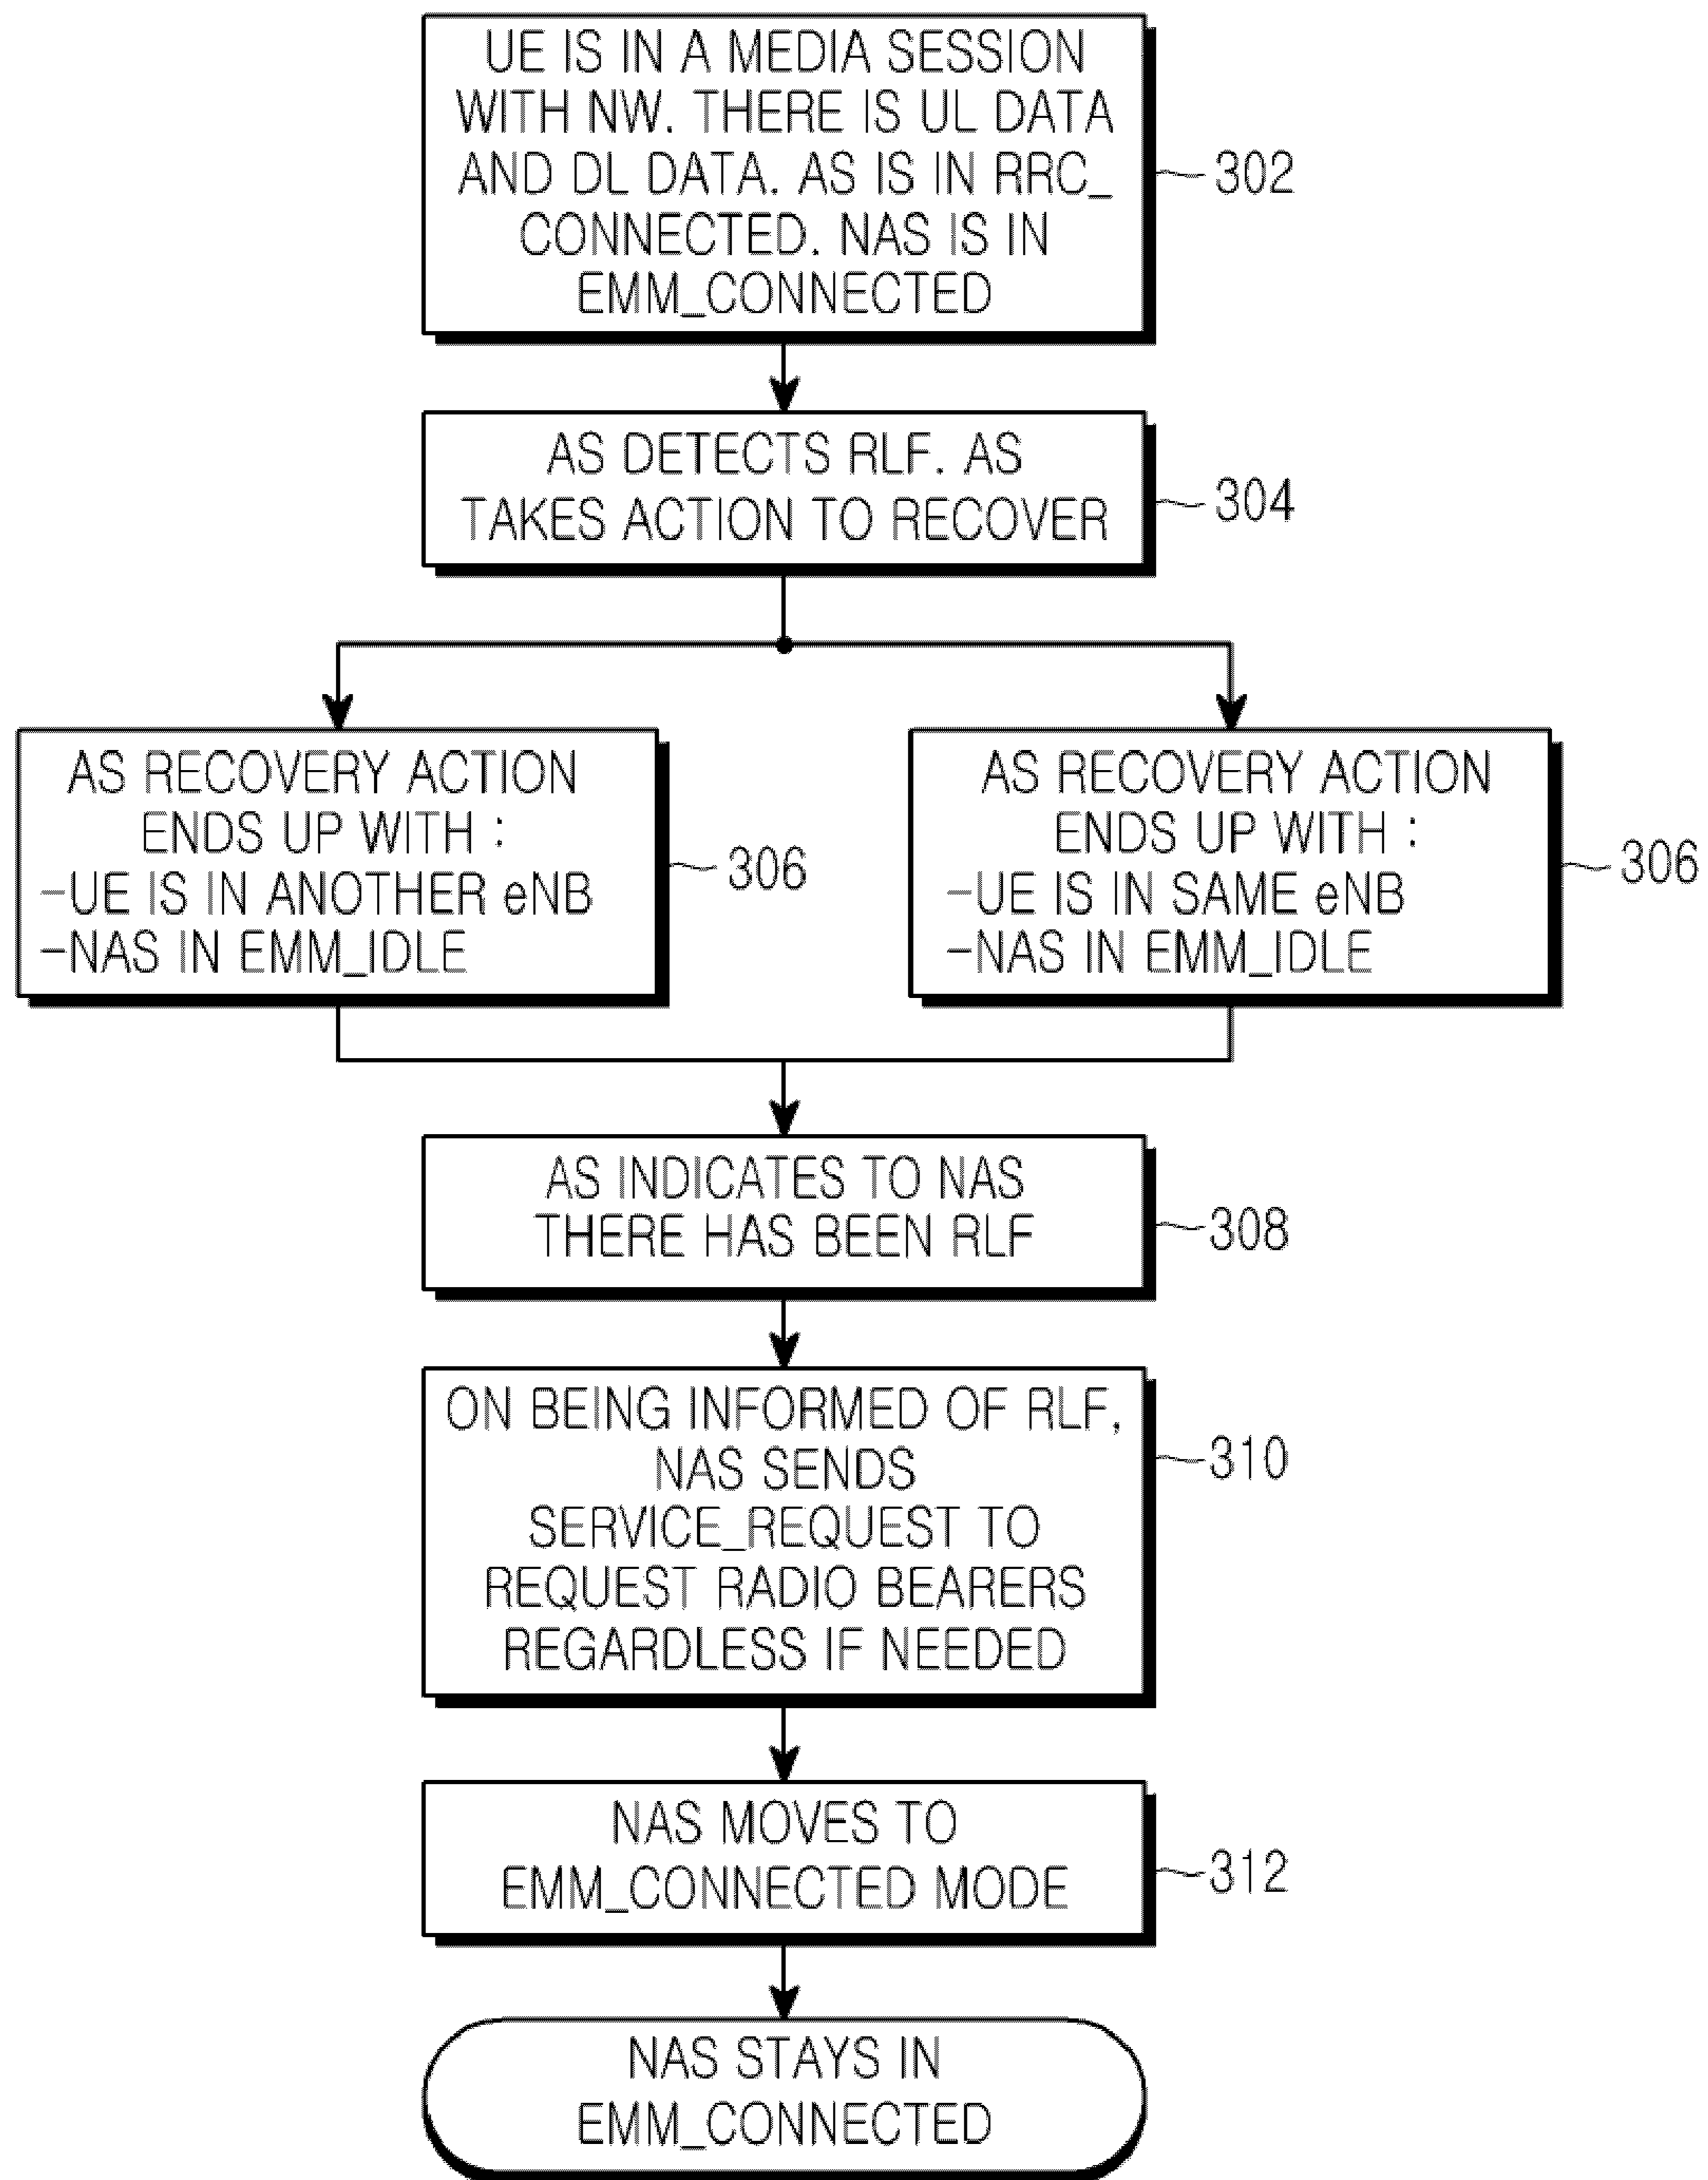 UE IS IN A MEDIA SESSION
WITH NW. THERE IS UL DATA
AND DL DATA. AS IS IN RRC_
CONNECTED. NAS IS IN
EMM_CONNECTED
302
AS DETECTS RLF. AS
TAKES ACTION TO RECOVER
304
AS RECOVERY ACTION
ENDS UP WITH :
-UE IS IN ANOTHER eNB
-NAS IN EMM_IDLE
306
AS RECOVERY ACTION
ENDS UP WITH :
-UE IS IN SAME eNB
-NAS IN EMM_IDLE
306
AS INDICATES TO NAS
THERE HAS BEEN RLF
308
ON BEING INFORMED OF RLF,
NAS SENDS
SERVICE_REQUEST TO
REQUEST RADIO BEARERS
REGARDLESS IF NEEDED
310
NAS MOVES TO
EMM_CONNECTED MODE
312
NAS STAYS IN
EMM_CONNECTED